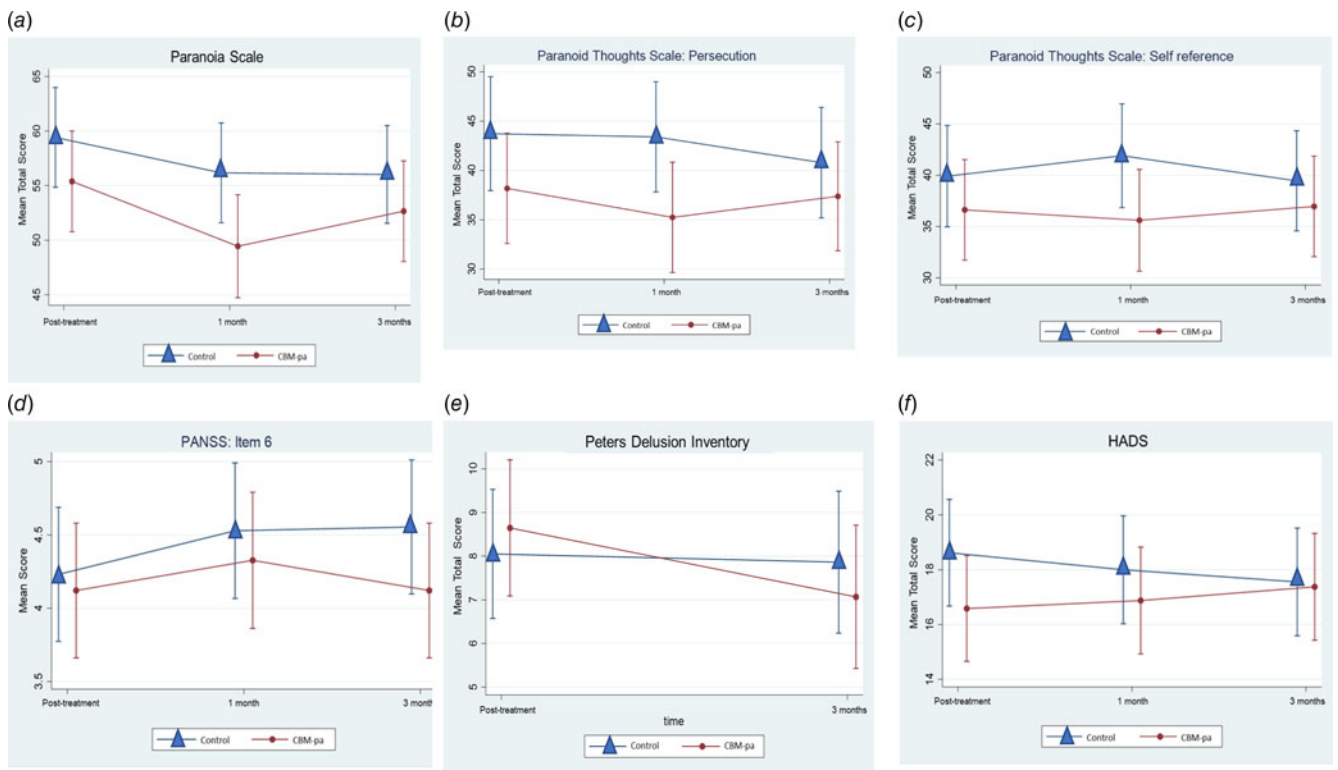 (a)
Paranoia Scale
Mean Total Score
65
60
55
50
45
Post-treatment 1 month 3 months
Control CBM-pa
(b)
Paranoid Thoughts Scale: Persecution
Mean Total Score
50
45
40
35
30
Post-treatment 1 month 3 months
Control CBM-pa
(c)
Paranoid Thoughts Scale: Self reference
Mean Total Score
50
45
40
35
30
Post-treatment 1 month 3 months
Control CBM-pa
(d)
PANSS: Item 6
Mean Total Score
5
4.5
4
3.5
Post-treatment 1 month 3 months
Control CBM-pa
(e)
Peters Delusion Inventory
Mean Total Score
10
9
8
7
6
5
Post-treatment 3 months
time
Control CBM-pa
(f)
HADS
Mean Total Score
22
20
18
16
14
Post-treatment 1 month 3 months
Control CBM-pa